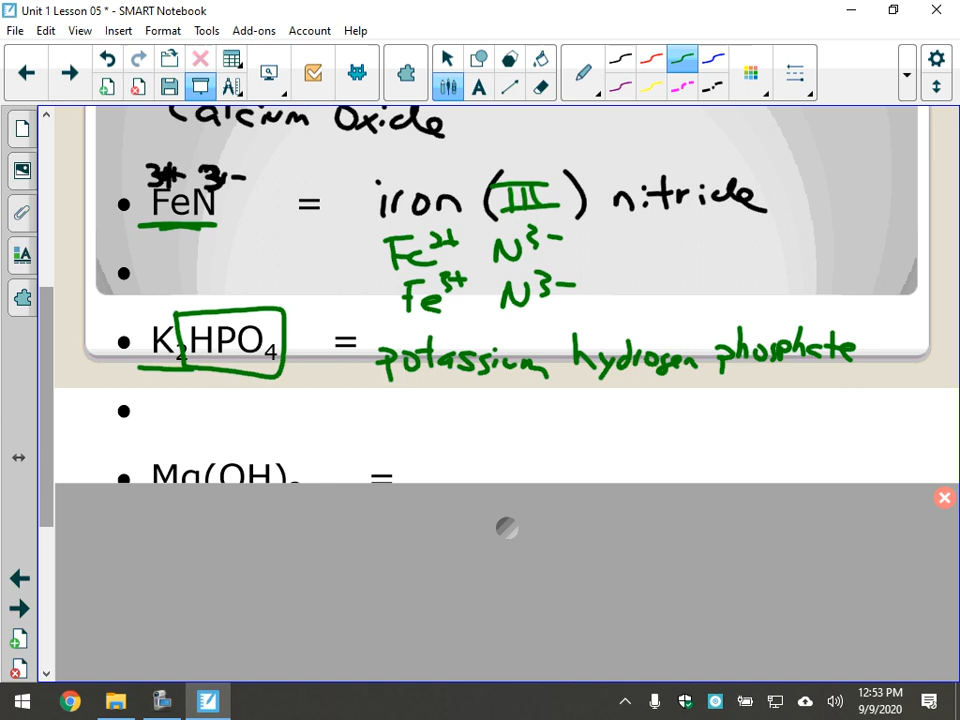 Unit 1 Lesson 05 * - SMART Notebook
File Edit View Insert Format Tools Add-ons Account Help
Calcium Oxide
3+ 3-
• FeN = iron (III) nitride
Fe2+ N3-
•
Fe3+ N3-
• K2HPO4 = potassium hydrogen phosphate
•
• Mg(OH)2 =
12:53 PM
9/9/2020